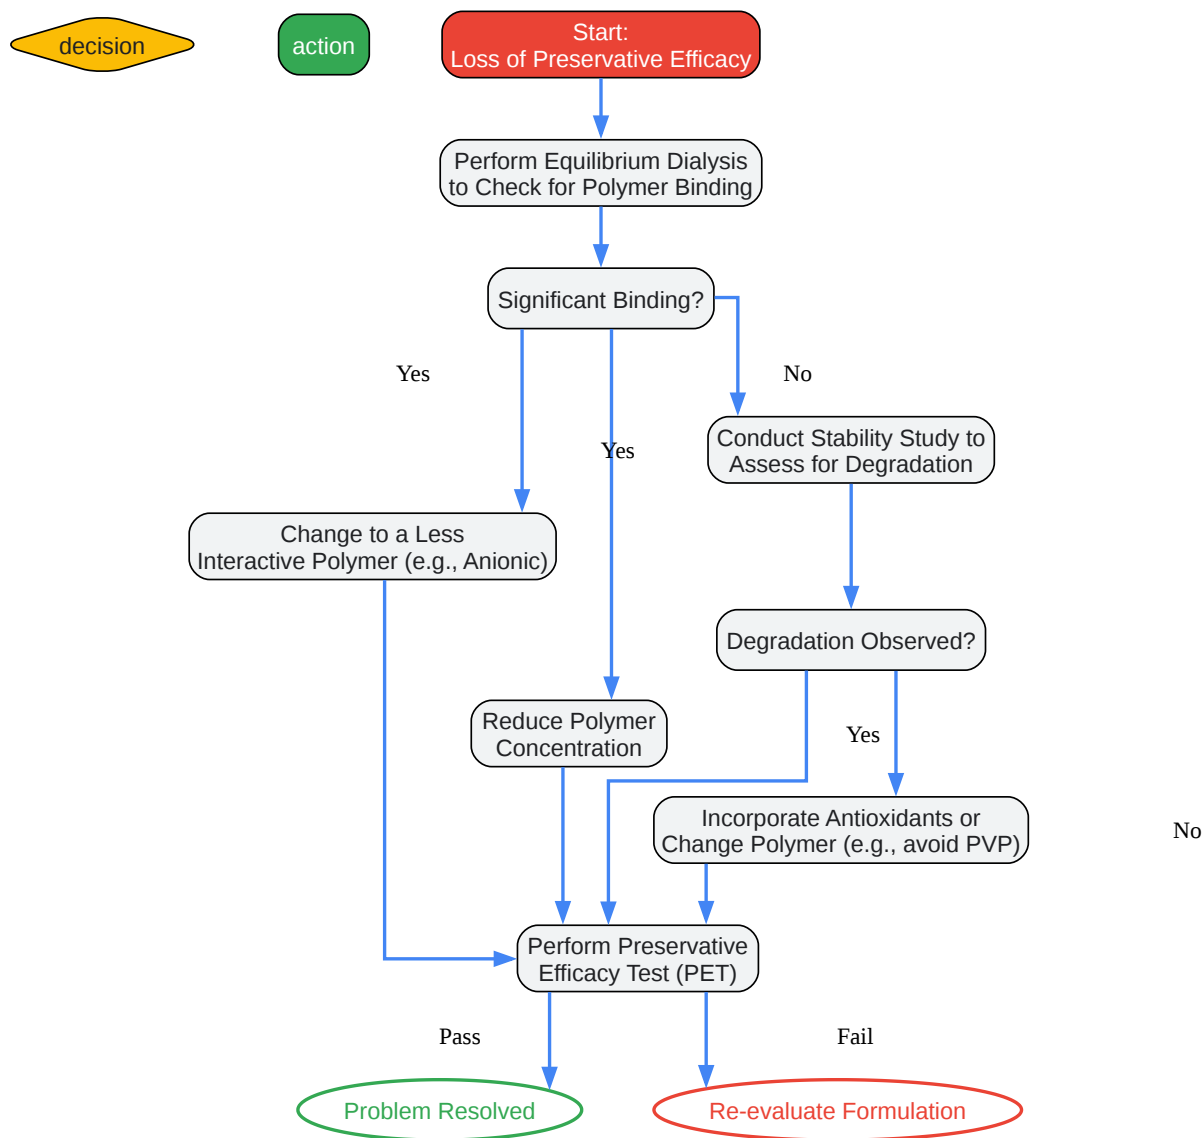 decision
action
Start:
Loss of Preservative Efficacy
Perform Equilibrium Dialysis
to Check for Polymer Binding
Significant Binding?
Yes
No
Yes
Conduct Stability Study to
Assess for Degradation
Change to a Less
Interactive Polymer (e.g., Anionic)
Degradation Observed?
Reduce Polymer
Concentration
Yes
Incorporate Antioxidants or
Change Polymer (e.g., avoid PVP)
No
Perform Preservative
Efficacy Test (PET)
Pass
Fail
Problem Resolved
Re-evaluate Formulation